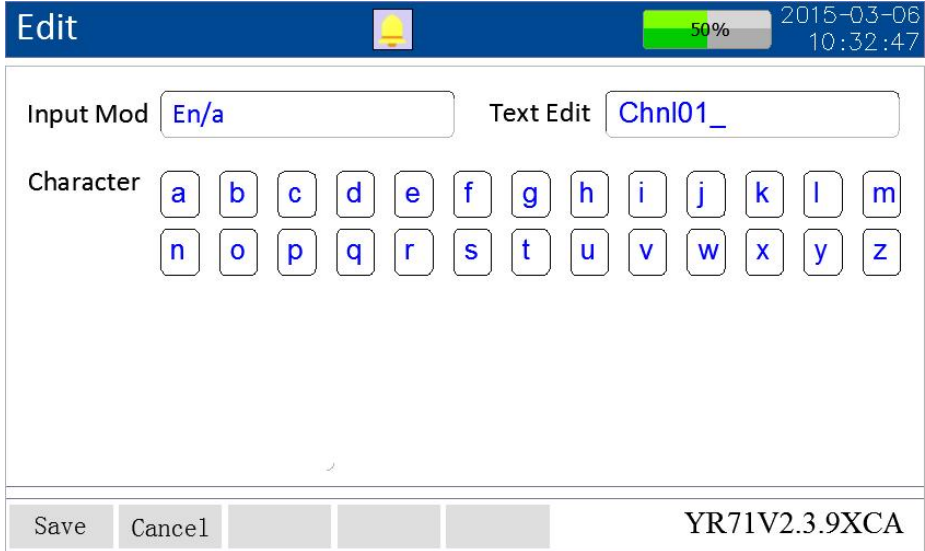 Edit 50% 2015-03-06
10:32:47
Input Mod En/a Text Edit Chnl01_
Character a b c d e f g h i j k l m
n o p q r s t u v w x y z
Save Cancel YR71V2.3.9XCA